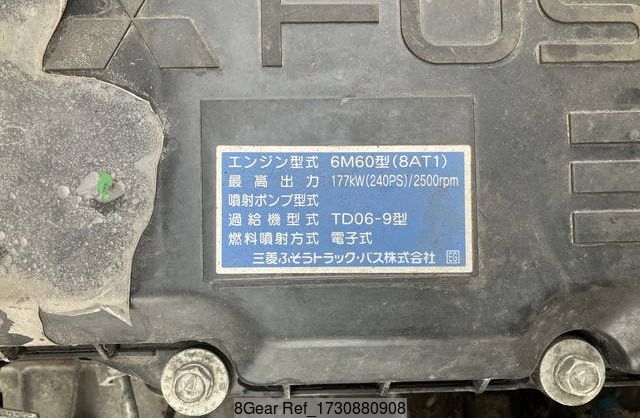 FUS
エンジン型式 6M60型(8AT1)
最高出力 177kW(240PS)/2500rpm
噴射ポンプ型式
過給機型式 TD06-9型
燃料噴射方式 電子式
三菱ふそうトラック・バス株式会社 EG
8Gear Ref_1730880908